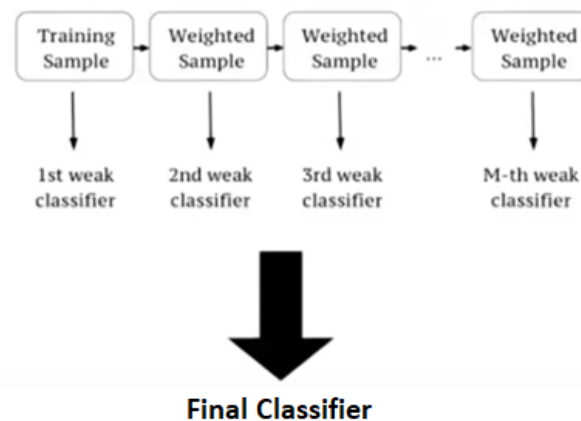 Training
Sample
Weighted
Sample
Weighted
Sample
...
Weighted
Sample
1st weak
classifier
2nd weak
classifier
3rd weak
classifier
M-th weak
classifier
Final Classifier